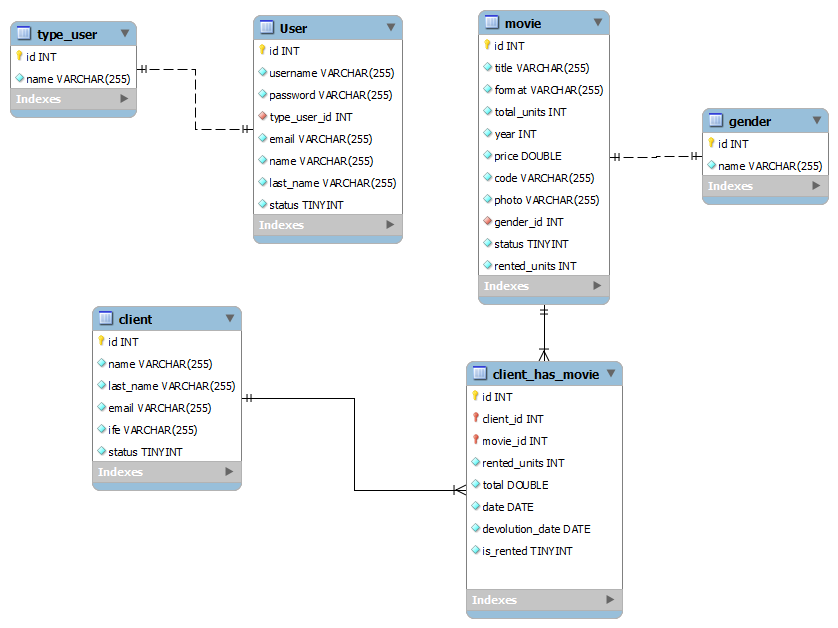 type_user
id INT
name VARCHAR(255)
Indexes
User
id INT
username VARCHAR(255)
password VARCHAR(255)
type_user_id INT
email VARCHAR(255)
name VARCHAR(255)
last_name VARCHAR(255)
status TINYINT
Indexes
movie
id INT
title VARCHAR(255)
format VARCHAR(255)
total_units INT
year INT
price DOUBLE
code VARCHAR(255)
photo VARCHAR(255)
gender_id INT
status TINYINT
rented_units INT
Indexes
gender
id INT
name VARCHAR(255)
Indexes
client
id INT
name VARCHAR(255)
last_name VARCHAR(255)
email VARCHAR(255)
ife VARCHAR(255)
status TINYINT
Indexes
client_has_movie
id INT
client_id INT
movie_id INT
rented_units INT
total DOUBLE
date DATE
devolution_date DATE
is_rented TINYINT
Indexes